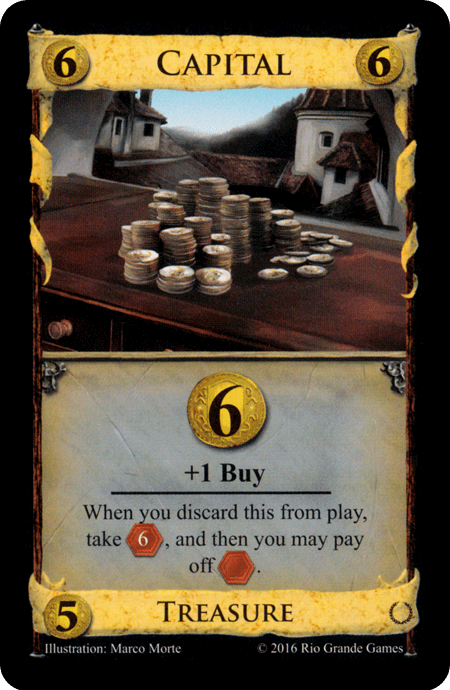 6 CAPITAL 6
6
+1 Buy
When you discard this from play,
take 6, and then you may pay
off .
5 TREASURE
Illustration: Marco Morte © 2016 Rio Grande Games